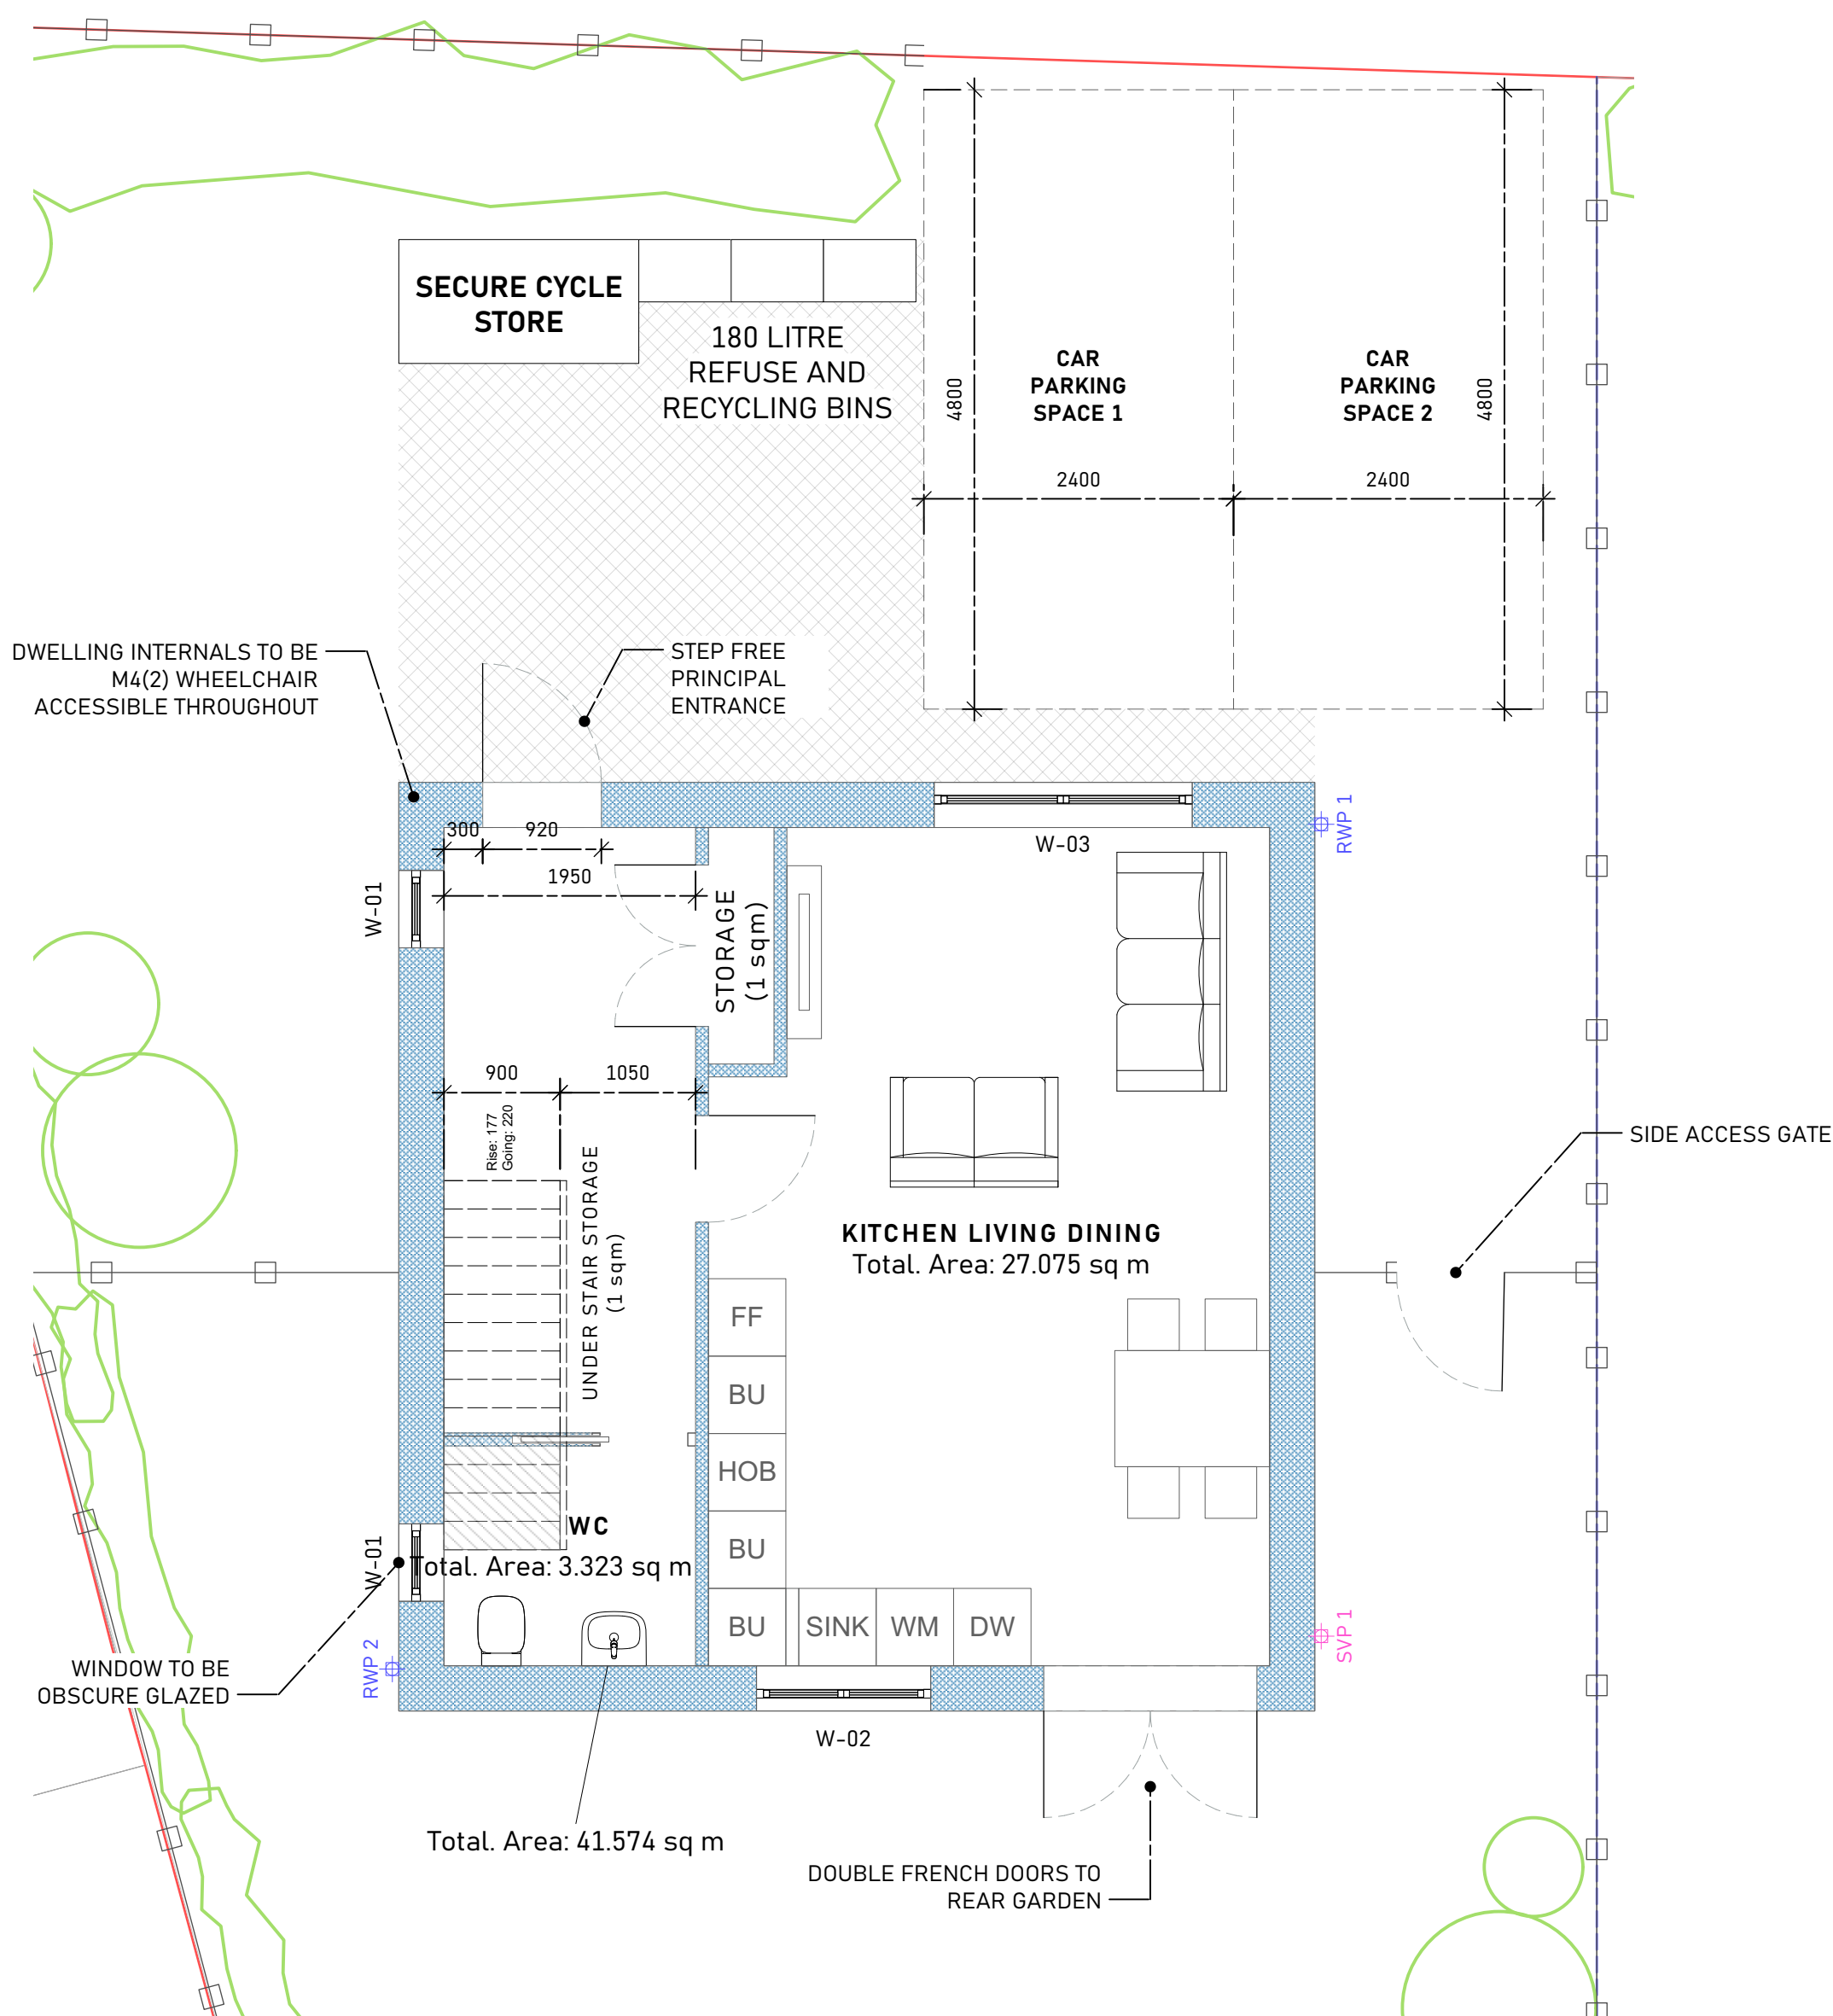 SECURE CYCLE
STORE
180 LITRE
REFUSE AND
RECYCLING BINS
CAR
PARKING
SPACE 1
CAR
PARKING
SPACE 2
4800
4800
2400
2400
DWELLING INTERNALS TO BE
M4(2) WHEELCHAIR
ACCESSIBLE THROUGHOUT
STEP FREE
PRINCIPAL
ENTRANCE
RWP 1
300
920
1950
W-03
W-01
STORAGE
(1 sqm)
900
1050
Rise: 177
Going: 220
UNDER STAIR STORAGE
(1 sqm)
SIDE ACCESS GATE
KITCHEN LIVING DINING
Total. Area: 27.075 sq m
FF
BU
HOB
BU
BU
SINK
WM
DW
WC
Total. Area: 3.323 sq m
W-01
WINDOW TO BE
OBSCURE GLAZED
RWP 2
SVP 1
W-02
Total. Area: 41.574 sq m
DOUBLE FRENCH DOORS TO
REAR GARDEN